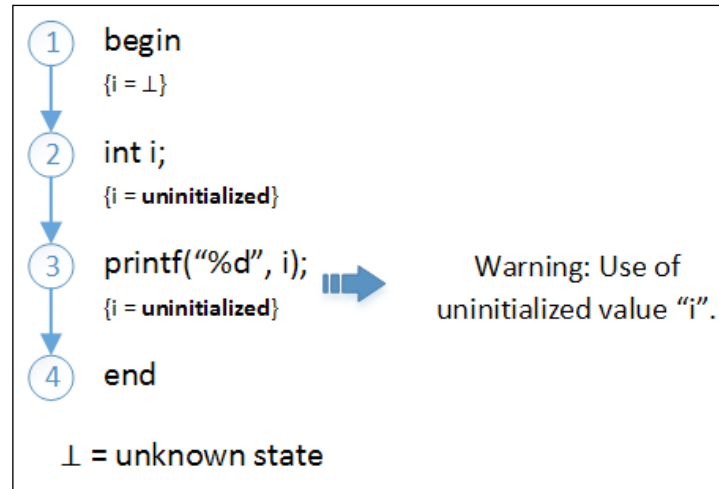 1 begin
{i = ⊥}
2 int i;
{i = uninitialized}
3 printf(“%d”, i);
{i = uninitialized}
Warning: Use of
uninitialized value “i”.
4 end
⊥ = unknown state